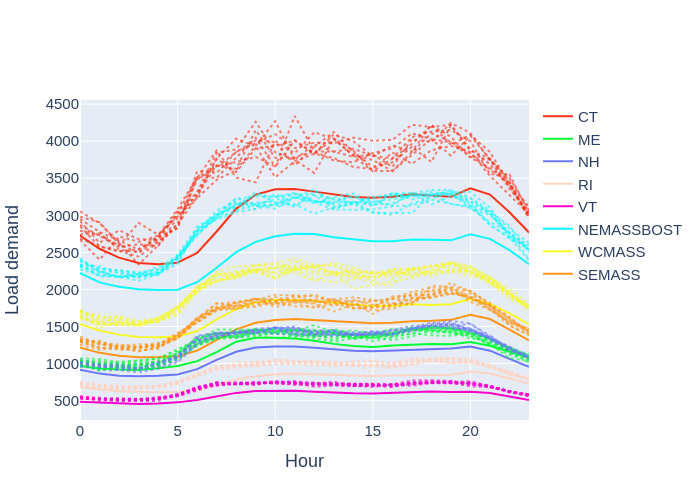 Load demand
4500
4000
3500
3000
2500
2000
1500
1000
500
0
5
10
15
20
Hour
CT
ME
NH
RI
VT
NEMASSBOST
WCMASS
SEMASS